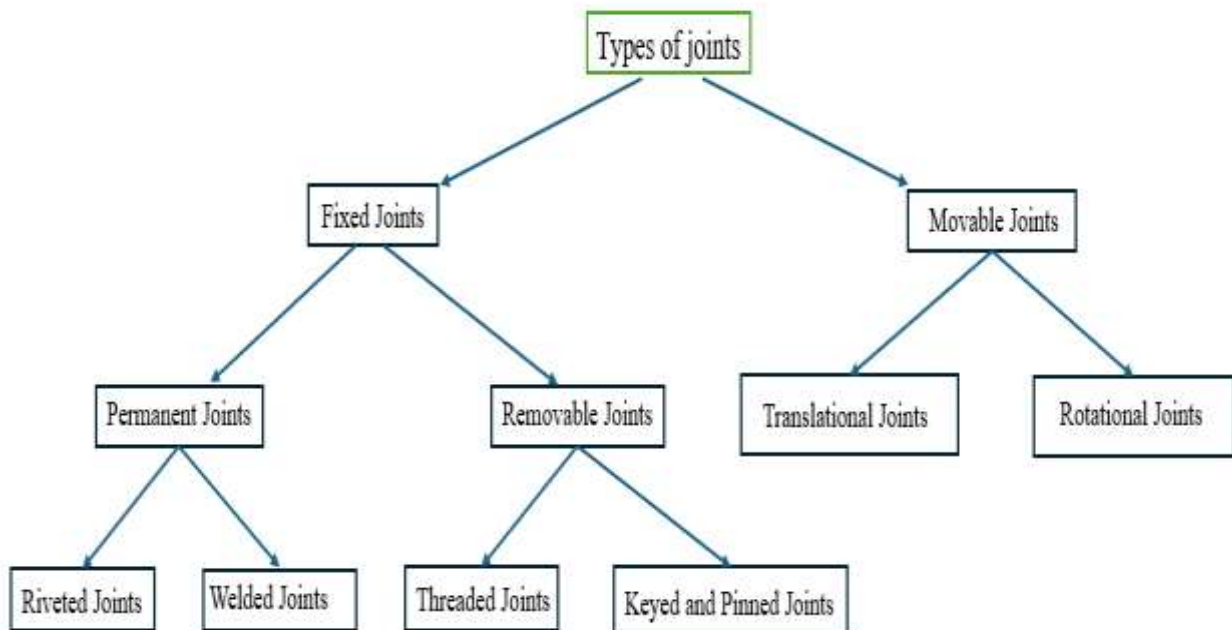 Types of joints
Fixed Joints
Movable Joints
Permanent Joints
Removable Joints
Translational Joints
Rotational Joints
Riveted Joints
Welded Joints
Threaded Joints
Keyed and Pinned Joints